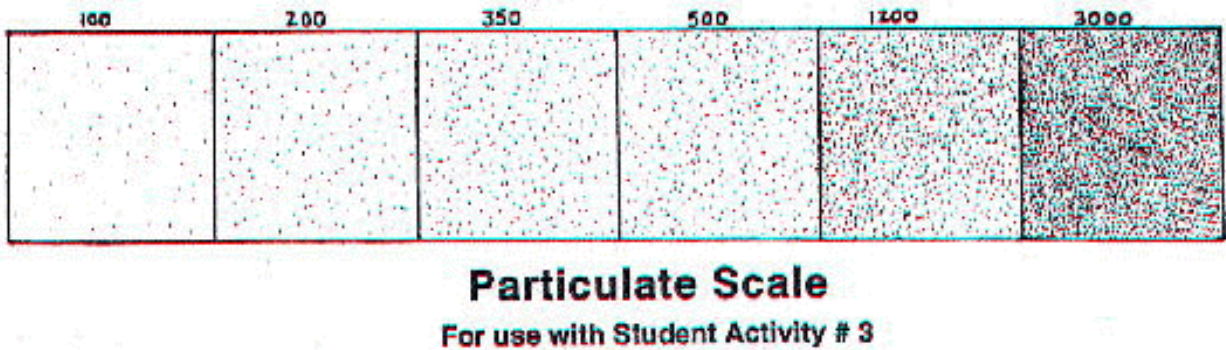 100 200 350 500 1200 3000
Particulate Scale
For use with Student Activity # 3